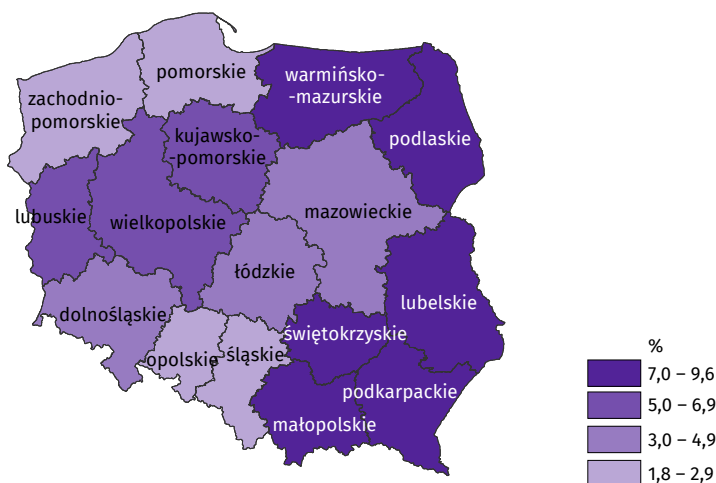 pomorskie
warmińsko-
-mazurskie
zachodnio-
pomorskie
kujawsko-
-pomorskie
podlaskie
lubuskie
wielkopolskie
mazowieckie
łódzkie
lubelskie
dolnośląskie
świętokrzyskie
opolskie
śląskie
podkarpackie
małopolskie
%
7,0 – 9,6
5,0 – 6,9
3,0 – 4,9
1,8 – 2,9